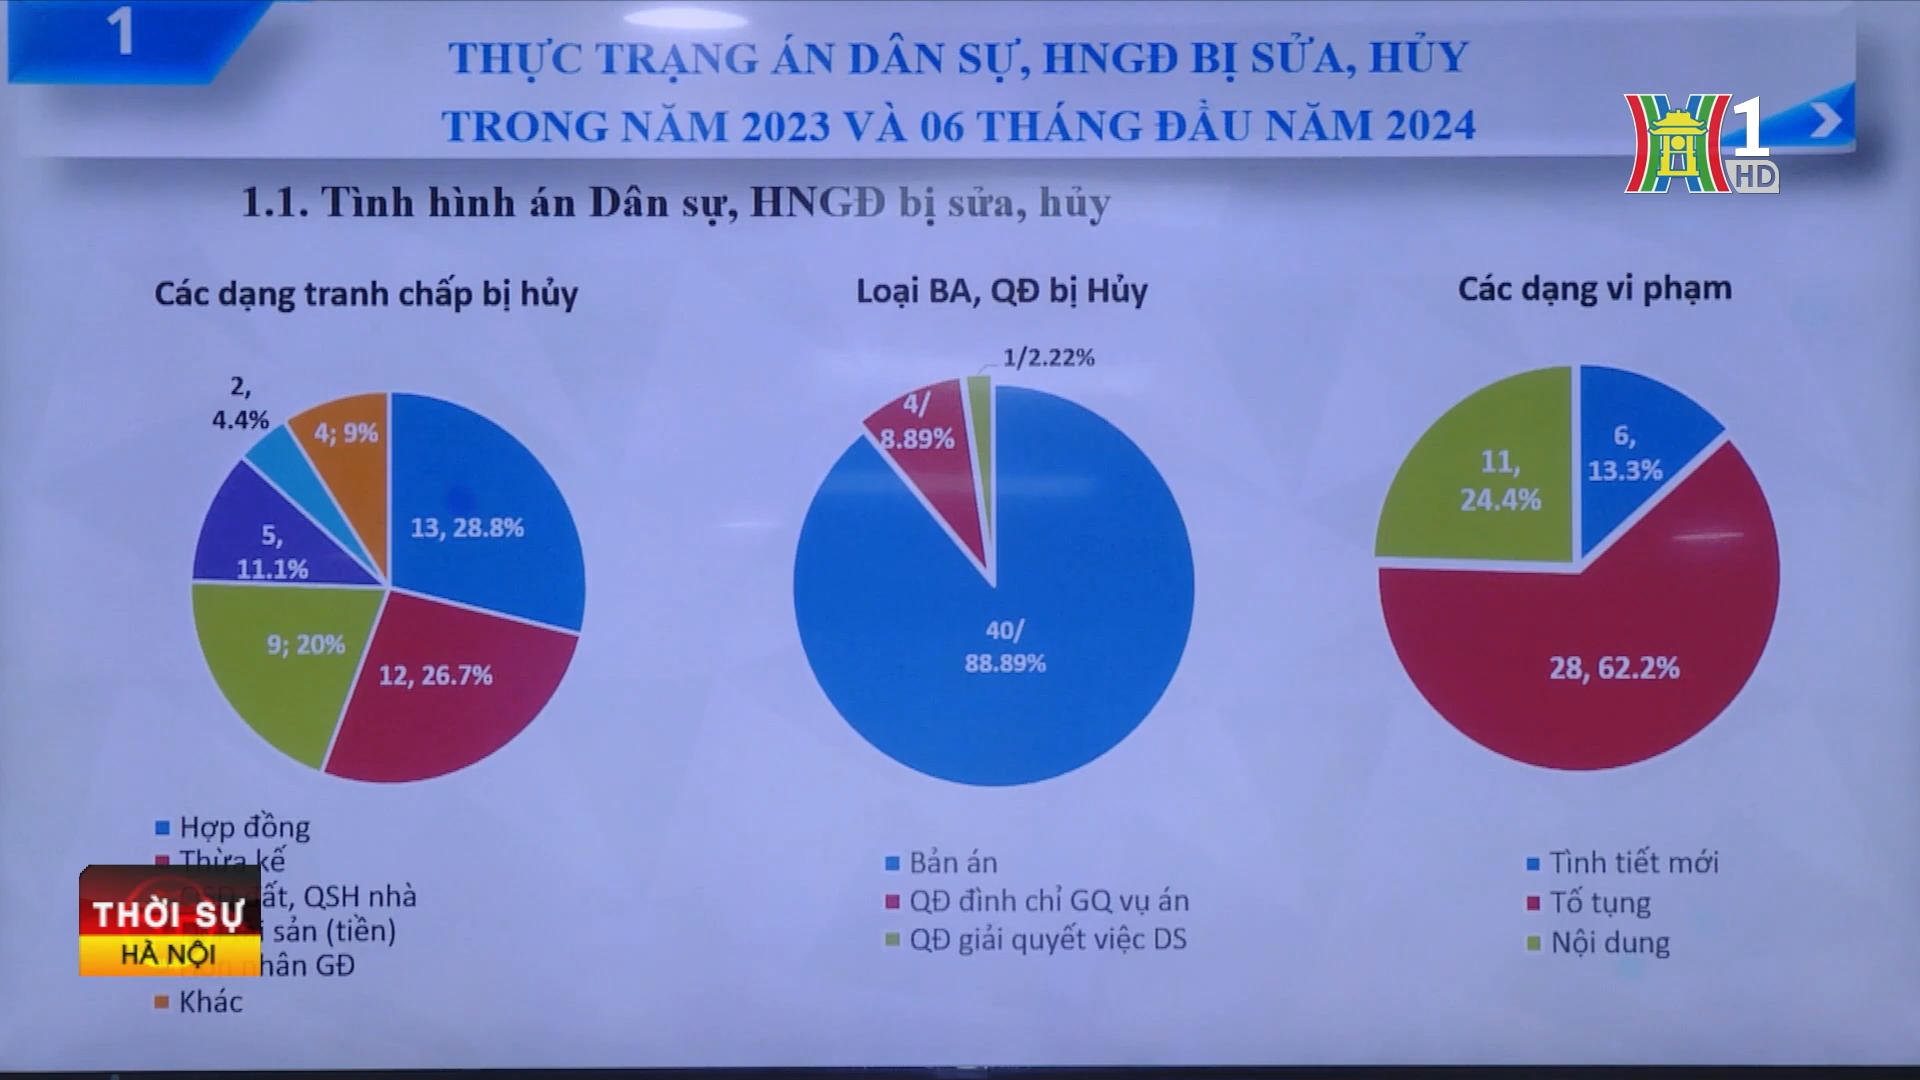 1
THỰC TRẠNG ÁN DÂN SỰ, HNGĐ BỊ SỬA, HỦY
TRONG NĂM 2023 VÀ 06 THÁNG ĐẦU NĂM 2024
1
HD
1.1. Tình hình án Dân sự, HNGĐ bị sửa, hủy
Các dạng tranh chấp bị hủy
2,
4.4%
4; 9%
13, 28.8%
5,
11.1%
9; 20%
12, 26.7%
Hợp đồng
Thừa kế
đất, QSH nhà
sản (tiền)
nhân GĐ
Khác
THỜI SỰ
HÀ NỘI
Loại BA, QĐ bị Hủy
1/2.22%
4/
8.89%
40/
88.89%
Bản án
QĐ đình chỉ GQ vụ án
QĐ giải quyết việc DS
Các dạng vi phạm
6,
13.3%
11,
24.4%
28, 62.2%
Tình tiết mới
Tố tụng
Nội dung